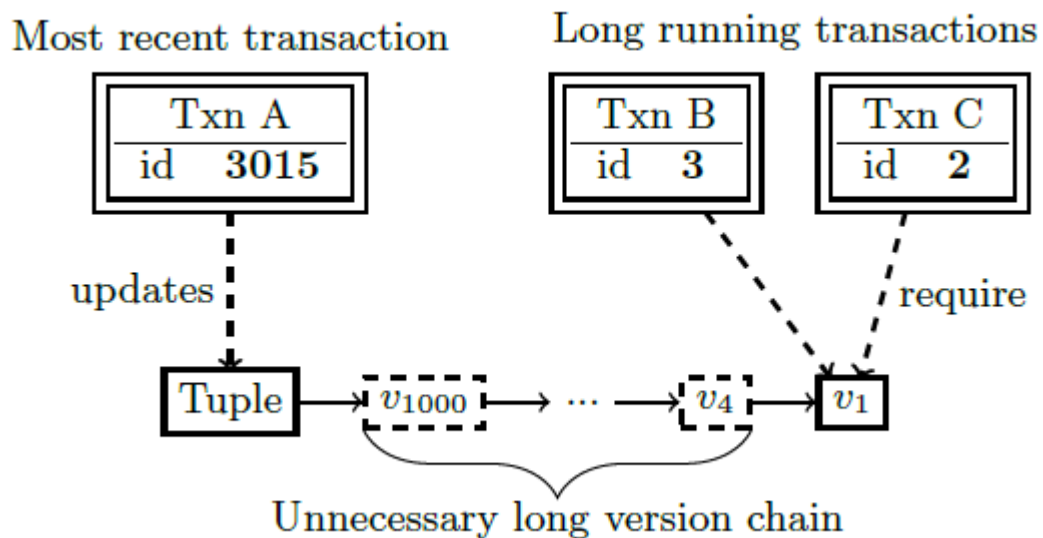 Most recent transaction
Long running transactions
Txn A
id 3015
Txn B
id 3
Txn C
id 2
updates
require
Tuple
v1000
...
v4
v1
Unnecessary long version chain